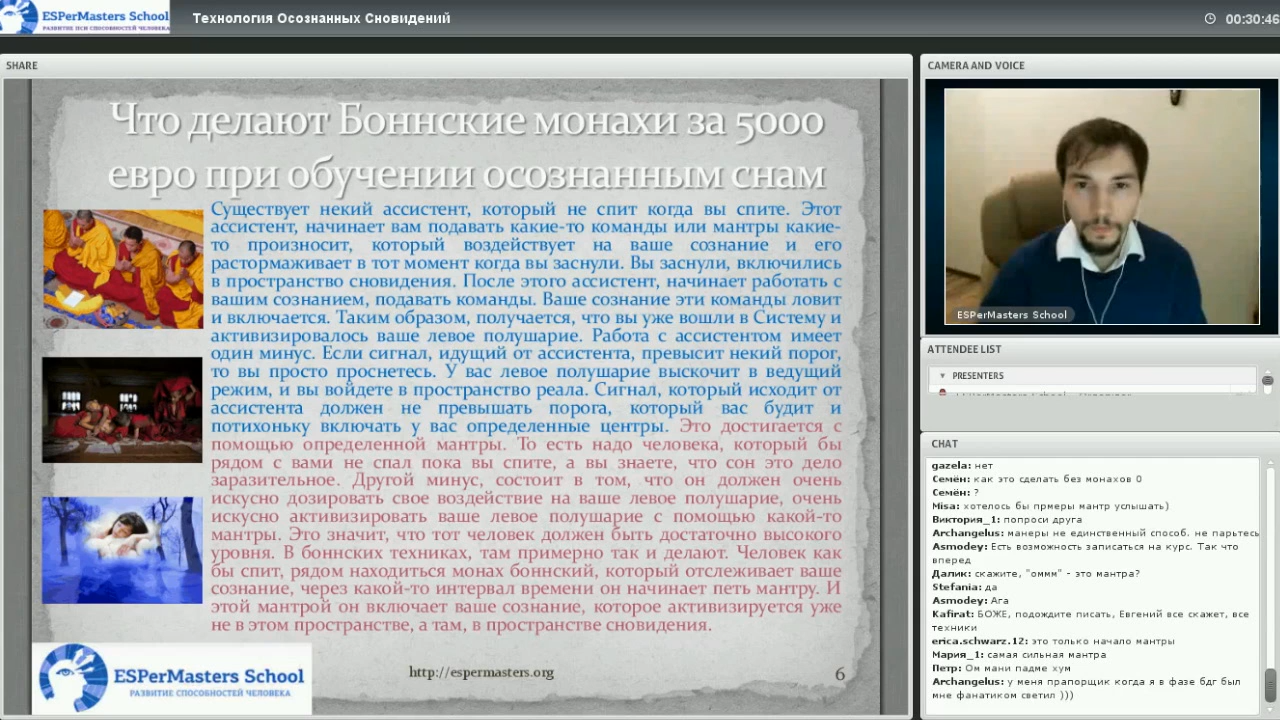 ESPerMasters School
РАЗВИТИЕ ПСИ СПОСОБНОСТЕЙ ЧЕЛОВЕКА
Технология Осознанных Сновидений
00:30:46
SHARE
Что делают Боннские монахи за 5000
евро при обучении осознанным снам
Существует некий ассистент, который не спит когда вы спите. Этот
ассистент, начинает вам подавать какие-то команды или мантры какие-
то произносит, который воздействует на ваше сознание и его
растормаживает в тот момент когда вы заснули. Вы заснули, включились
в пространство сновидения. После этого ассистент, начинает работать с
вашим сознанием, подавать команды. Ваше сознание эти команды ловит
и включается. Таким образом, получается, что вы уже вошли в Систему и
активизировалось ваше левое полушарие. Работа с ассистентом имеет
один минус. Если сигнал, идущий от ассистента, превысит некий порог,
то вы просто проснетесь. У вас левое полушарие выскочит в ведущий
режим, и вы войдете в пространство реала. Сигнал, который исходит от
ассистента должен не превышать порога, который вас будит и
потихоньку включать у вас определенные центры. Это достигается с
помощью определенной мантры. То есть надо человека, который бы
рядом с вами не спал пока вы спите, а вы знаете, что сон это дело
заразительное. Другой минус, состоит в том, что он должен очень
искусно дозировать свое воздействие на ваше левое полушарие, очень
искусно активизировать ваше левое полушарие с помощью какой-то
мантры. Это значит, что тот человек должен быть достаточно высокого
уровня. В боннских техниках, там примерно так и делают. Человек как
бы спит, рядом находиться монах боннский, который отслеживает ваше
сознание, через какой-то интервал времени он начинает петь мантру. И
этой мантрой он включает ваше сознание, которое активизируется уже
не в этом пространстве, а там, в пространстве сновидения.
ESPerMasters School
РАЗВИТИЕ СПОСОБНОСТЕЙ ЧЕЛОВЕКА
http://espermasters.org
6
CAMERA AND VOICE
ESPerMasters School
ATTENDEE LIST
PRESENTERS
CHAT
gazela: нет
Семён: как это сделать без монахов 0
Семён: ?
Misa: хотелось бы прмеры мантр услышать)
Виктория_1: попроси друга
Archangelus: манеры не единственный способ. не парьтесь
Asmodey: Есть возможность записаться на курс. Так что
вперед
Далик: скажите, "оммм" - это мантра?
Stefania: да
Asmodey: Ага
Kafirat: БОЖЕ, подождите писать, Евгений все скажет, все
техники
erica.schwarz.12: это только начало мантры
Мария_1: самая сильная мантра
Петр: Ом мани падме хум
Archangelus: у меня прапорщик когда я в фазе бдг был
мне фанатиком светил )))